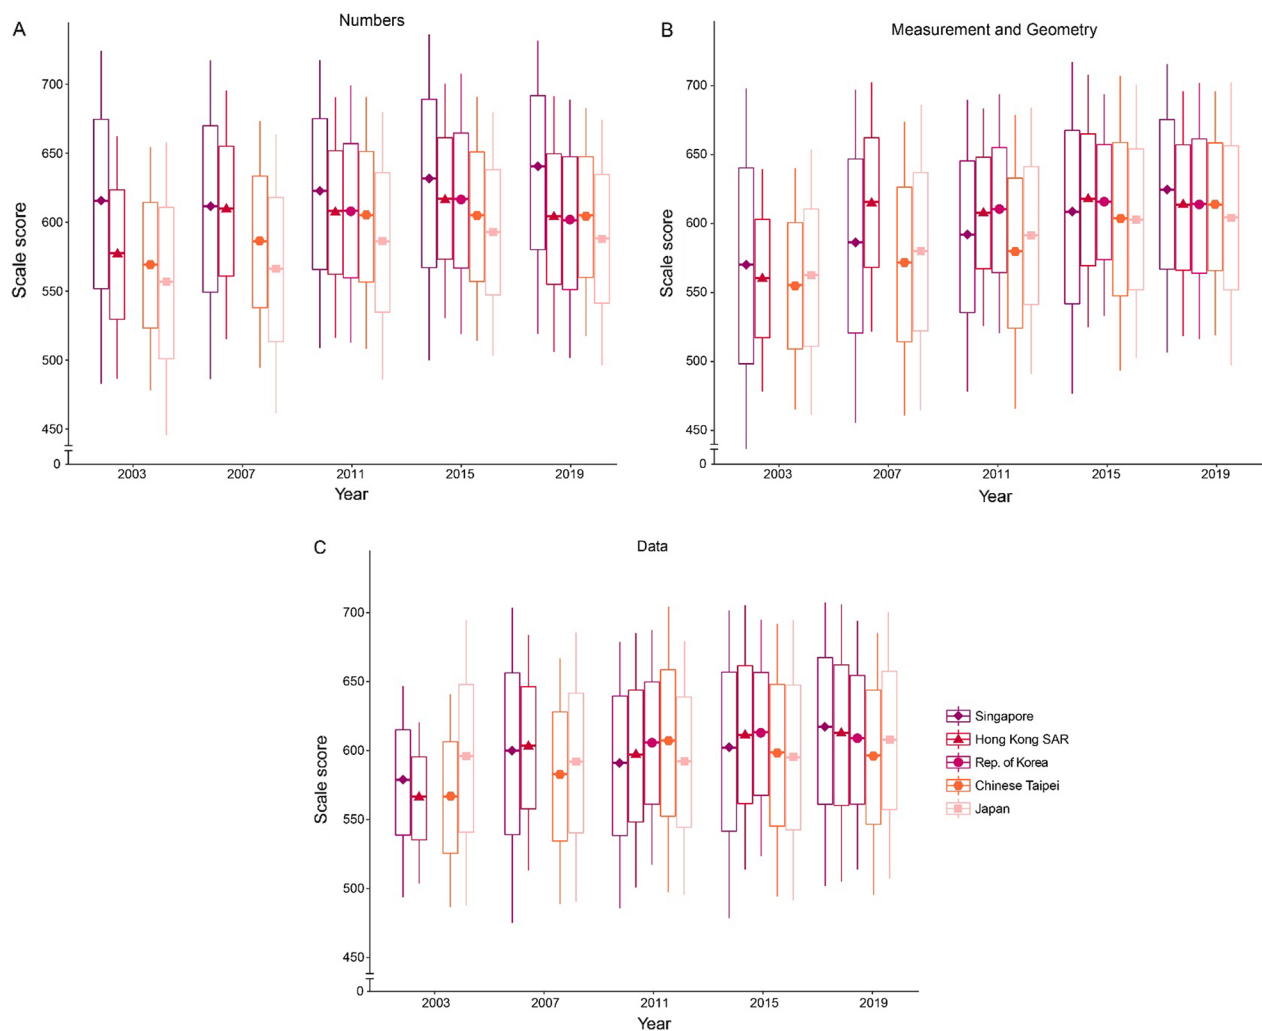 A
Numbers
700
650
600
550
500
450
0
Scale score
2003
2007
2011
2015
2019
Year
B
Measurement and Geometry
700
650
600
550
500
450
0
Scale score
2003
2007
2011
2015
2019
Year
C
Data
700
650
600
550
500
450
0
Scale score
2003
2007
2011
2015
2019
Year
Singapore
Hong Kong SAR
Rep. of Korea
Chinese Taipei
Japan